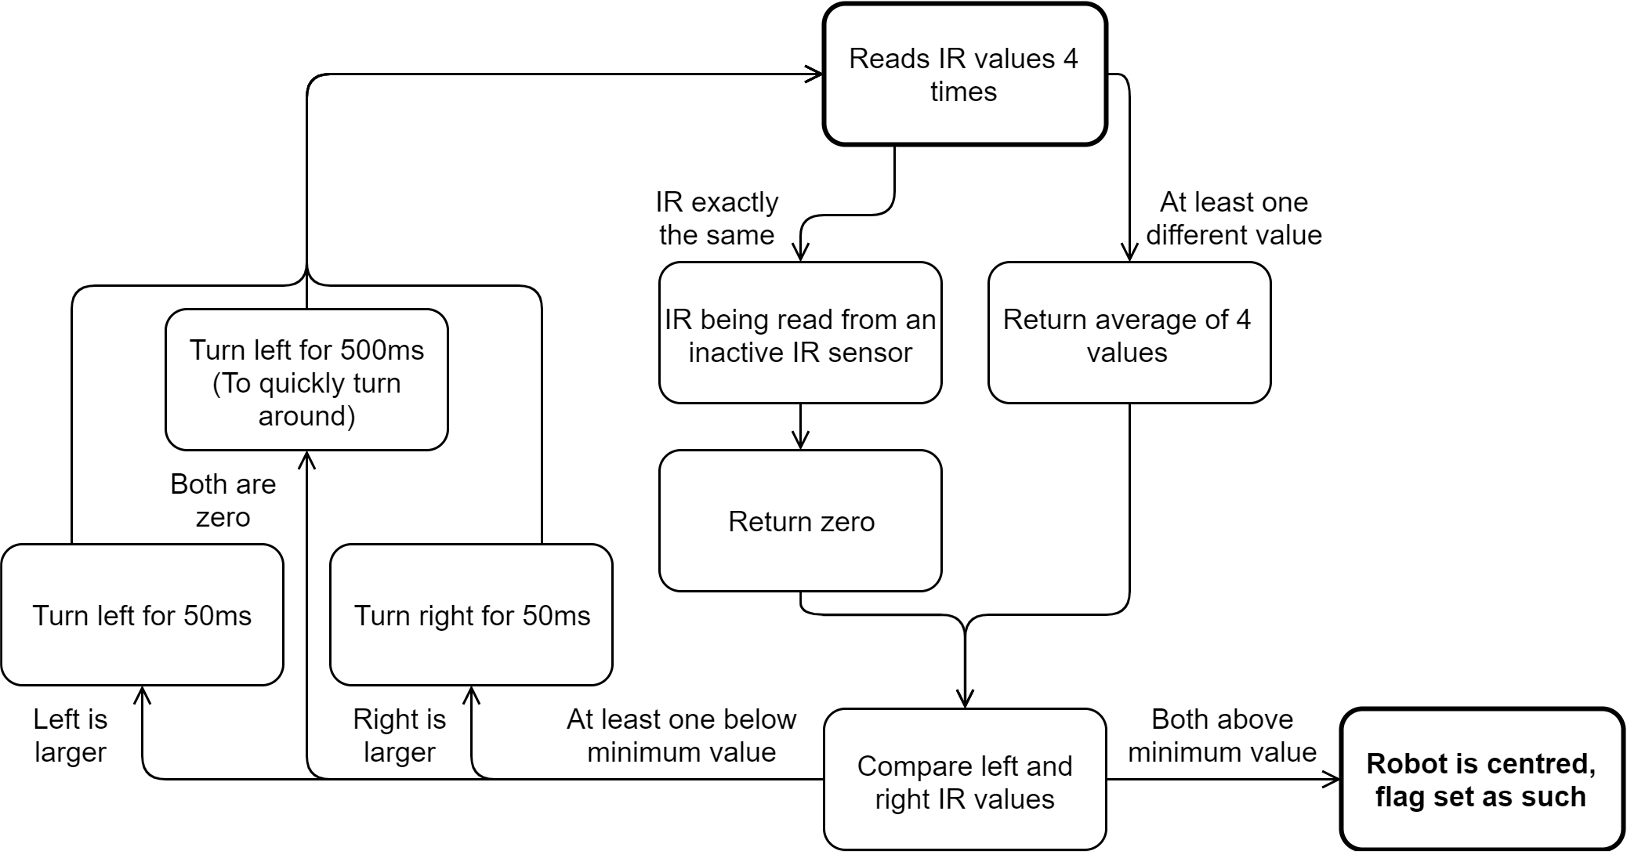 Reads IR values 4
times
IR exactly
the same
At least one
different value
IR being read from an
inactive IR sensor
Return average of 4
values
Turn left for 500ms
(To quickly turn
around)
Both are
zero
Return zero
Turn left for 50ms
Turn right for 50ms
Left is
larger
Right is
larger
At least one below
minimum value
Compare left and
right IR values
Both above
minimum value
Robot is centred,
flag set as such